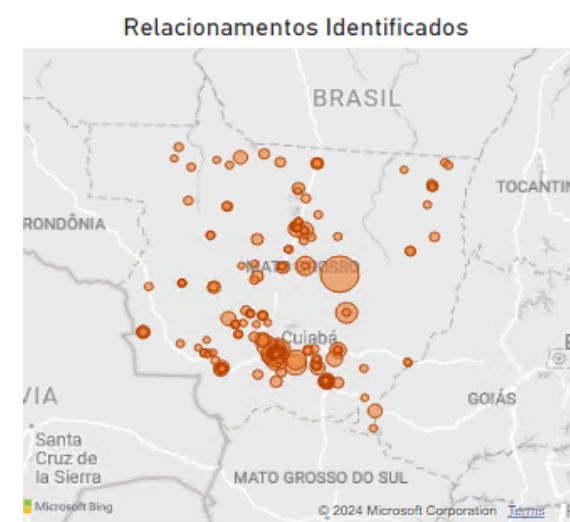 Relacionamentos Identificados
BRASIL
TOCANTIN
RONDÔNIA
MATO GROSSO
Cuiabá
E
VIA
GOIÁS
Santa
Cruz de
la Sierra
MATO GROSSO DO SUL
Microsoft Bing
© 2024 Microsoft Corporation Terms